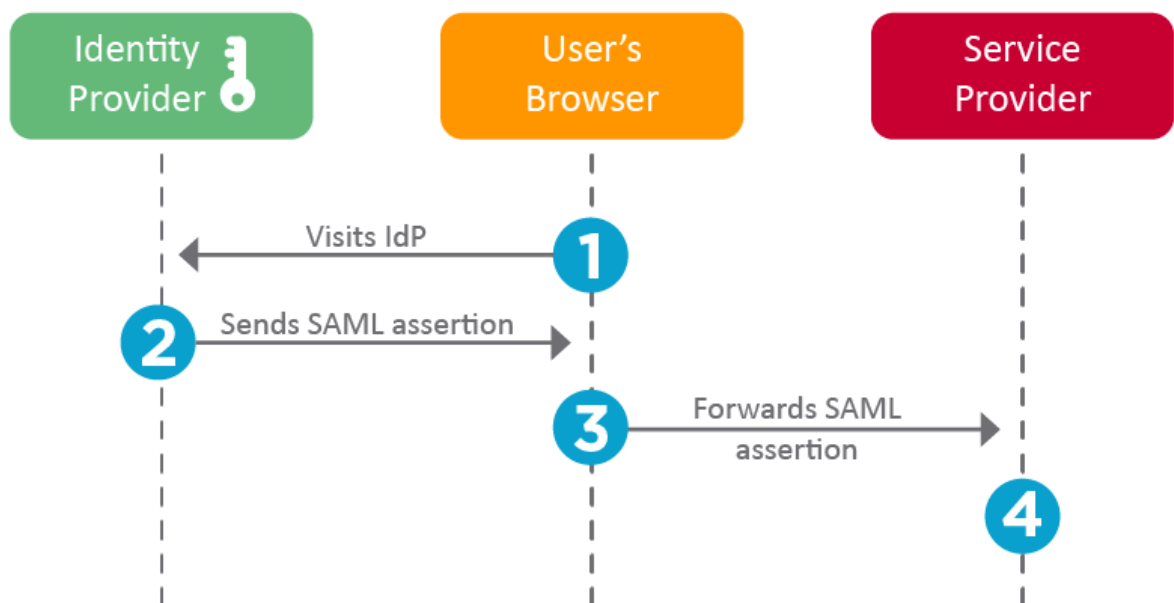 Identity
Provider
User’s
Browser
Service
Provider
Visits IdP
1
2
Sends SAML assertion
3
Forwards SAML
assertion
4